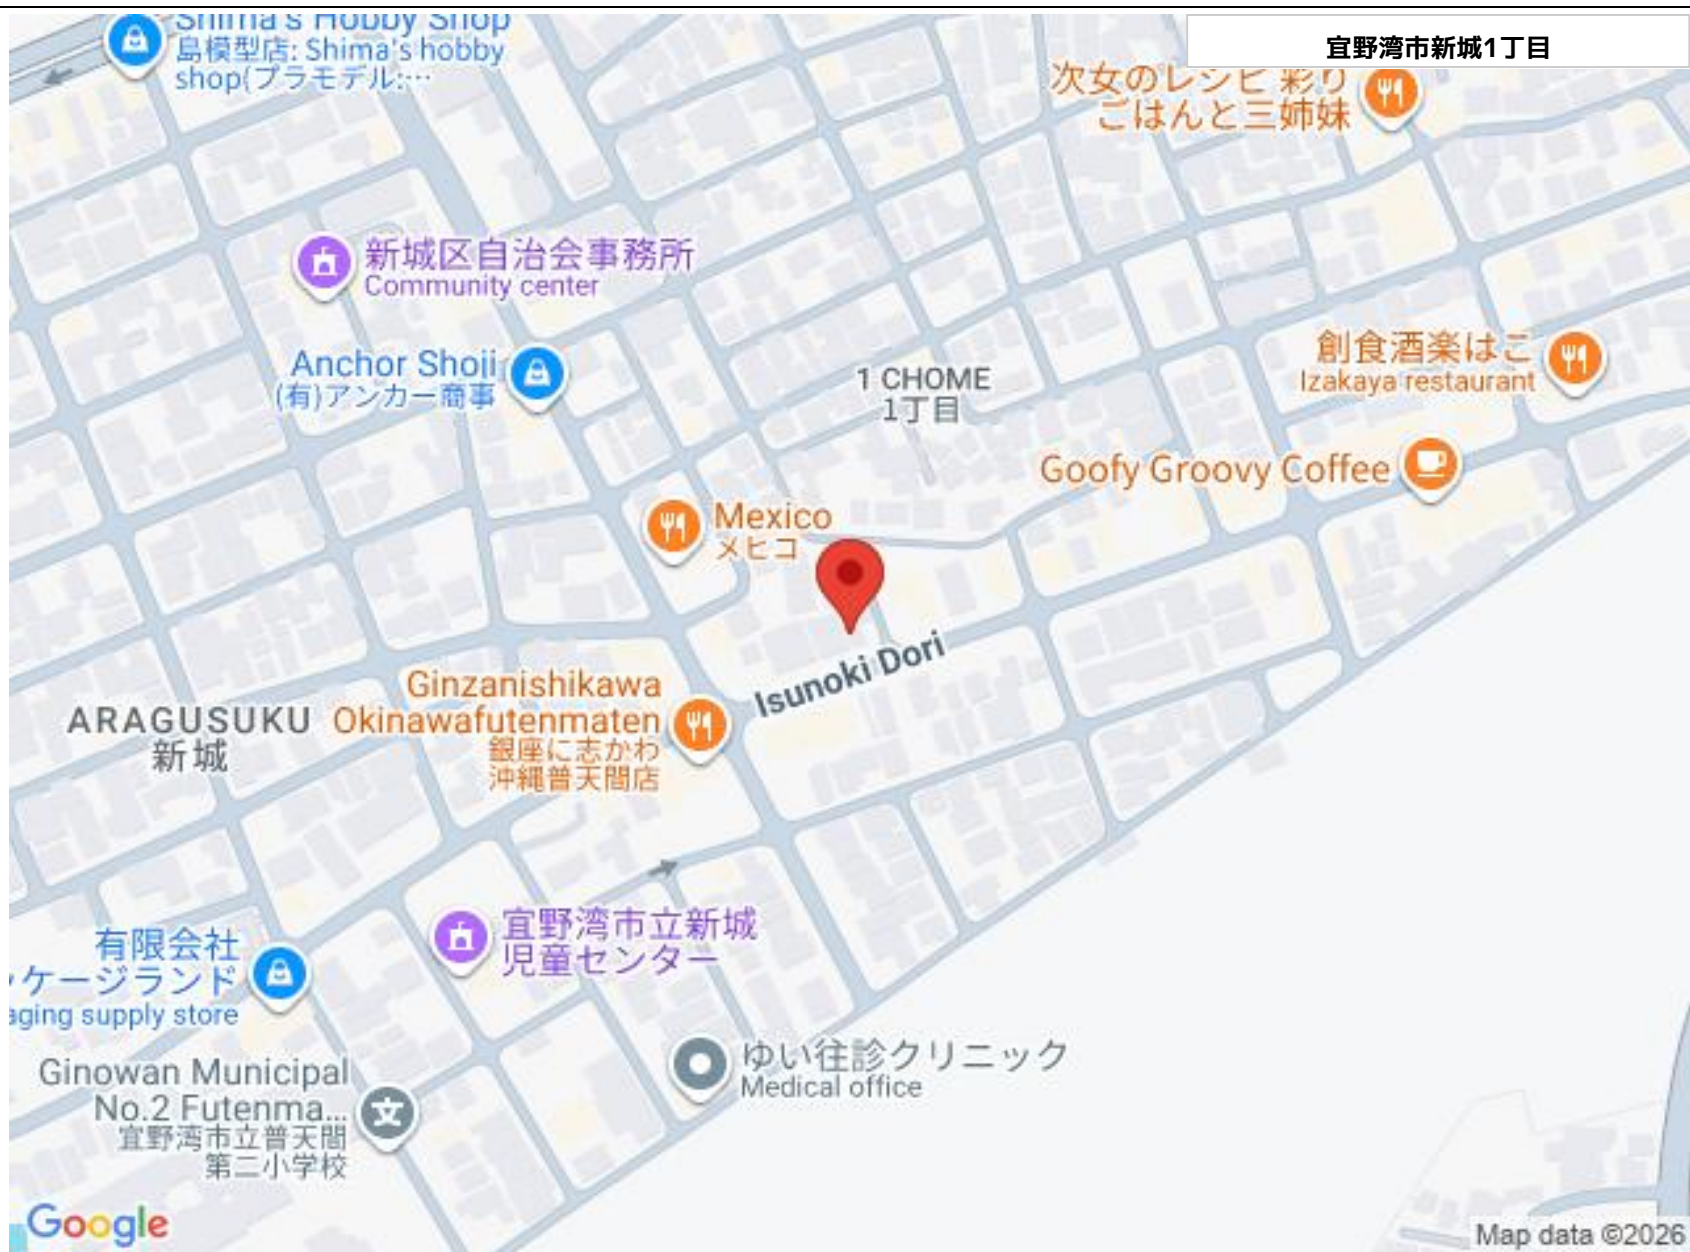 Shima's Hobby Shop
島模型店: Shima's hobby
shop(プラモデル:…
宜野湾市新城1丁目
次女のレシピ 彩り
ごはんと三姉妹
新城区自治会事務所
Community center
Anchor Shoji
(有)アンカー商事
1 CHOME
1丁目
創食酒楽はこ
Izakaya restaurant
Goofy Groovy Coffee
Mexico
メヒコ
Isunoki Dori
Ginzanishikawa
Okinawafutenmaten
銀座に志かわ
沖縄普天間店
ARAGUSUKU
新城
宜野湾市立新城
児童センター
有限会社
ッケージランド
aging supply store
ゆい往診クリニック
Medical office
Ginowan Municipal
No.2 Futenma...
宜野湾市立普天間
第二小学校
Google
Map data ©2026